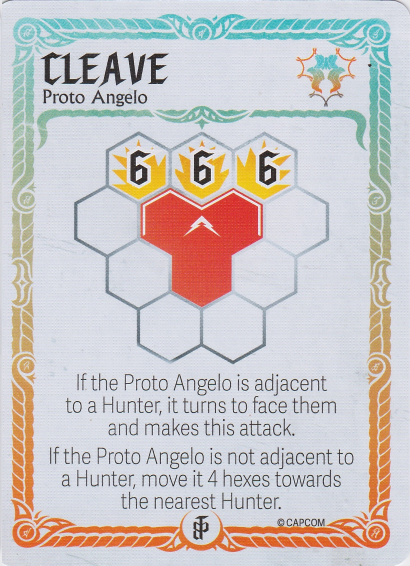 CLEAVE
Proto Angelo
6 6 6
If the Proto Angelo is adjacent
to a Hunter, it turns to face them
and makes this attack.
If the Proto Angelo is not adjacent to
a Hunter, move it 4 hexes towards
the nearest Hunter.
© CAPCOM